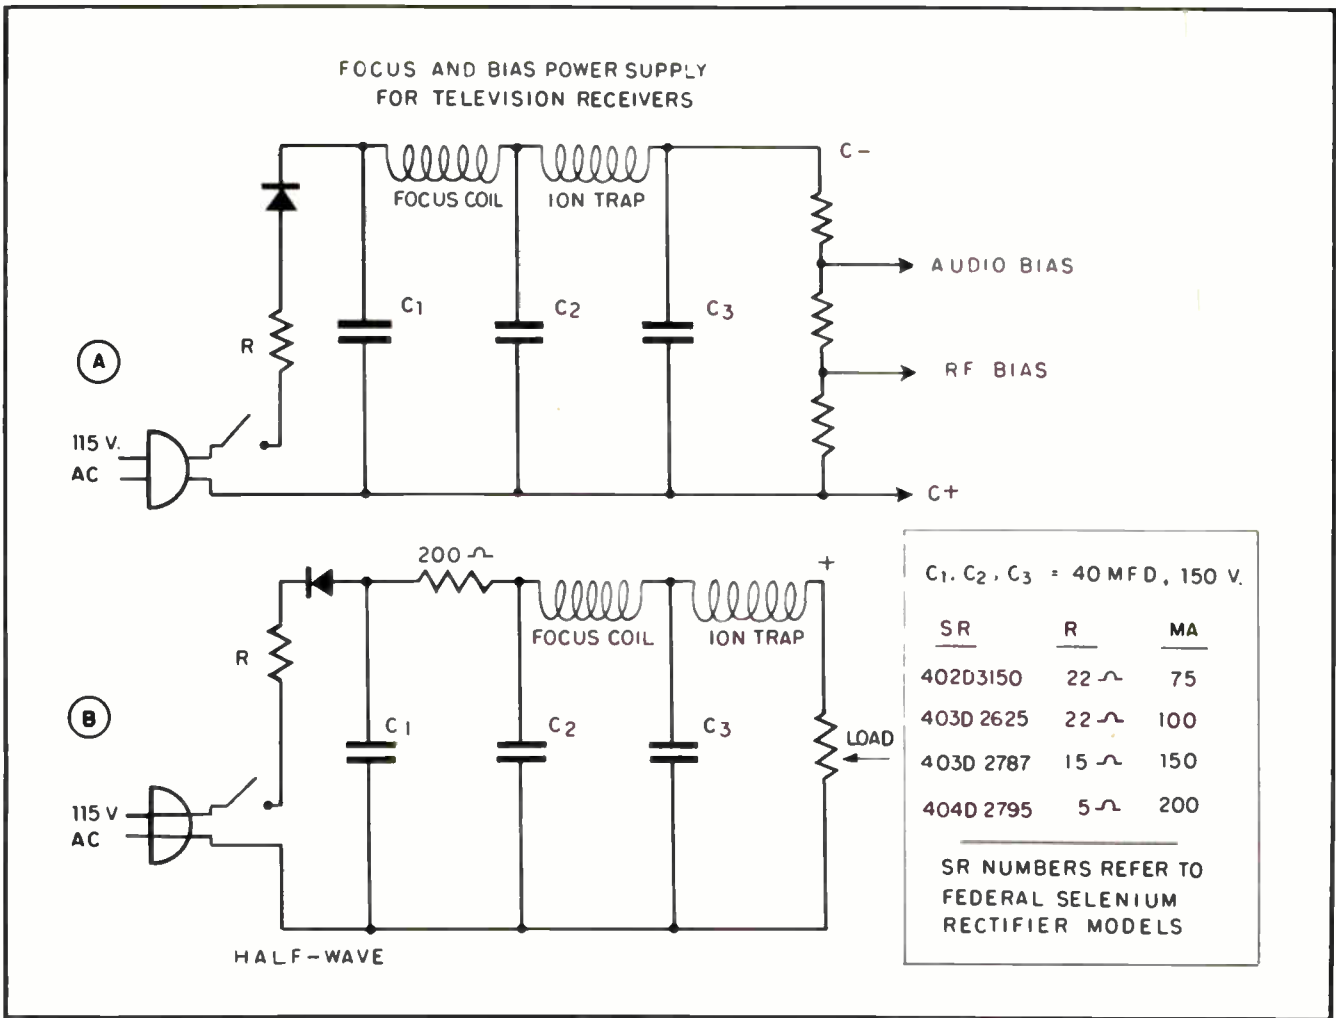 FOCUS AND BIAS POWER SUPPLY
FOR TELEVISION RECEIVERS
C-
FOCUS COIL
ION TRAP
AUDIO BIAS
C1
C2
C3
R
A
RF BIAS
115 V.
AC
C+
200 Ω
+
FOCUS COIL
ION TRAP
R
B
C1
C2
C3
LOAD
115 V
AC
HALF-WAVE
C1, C2, C3 = 40 MFD, 150 V.
SR R MA
402D3150 22 Ω 75
403D 2625 22 Ω 100
403D 2787 15 Ω 150
404D 2795 5 Ω 200
SR NUMBERS REFER TO
FEDERAL SELENIUM
RECTIFIER MODELS